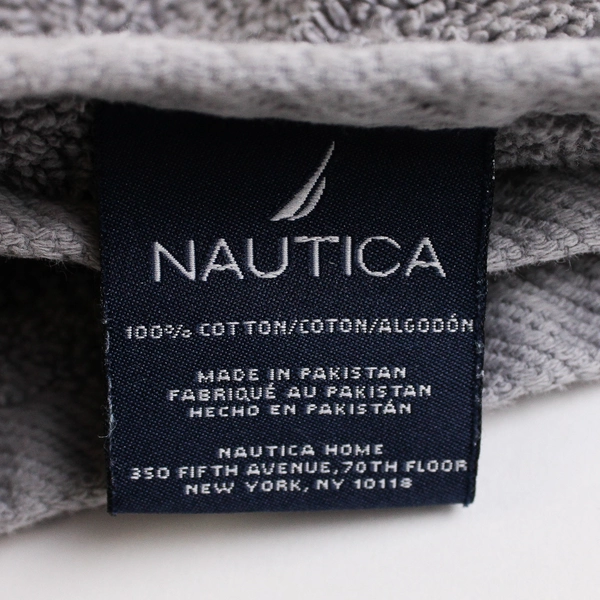 NAUTICA
100% COTTON/COTON/ALGODÓN
MADE IN PAKISTAN
FABRIQUÉ AU PAKISTAN
HECHO EN PAKISTÁN
NAUTICA HOME
350 FIFTH AVENUE, 70TH FLOOR
NEW YORK, NY 10118